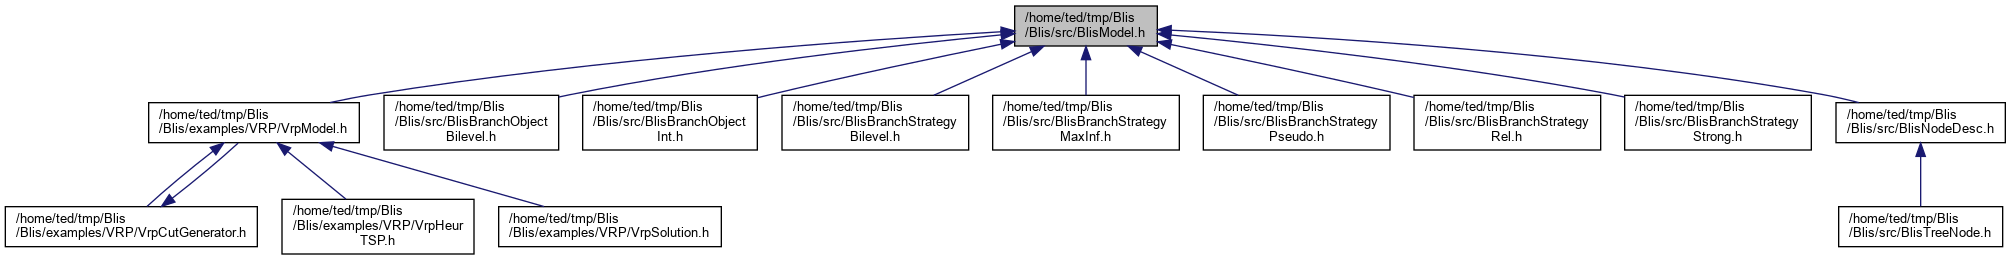 /home/ted/tmp/Blis
/Blis/src/BlisModel.h
/home/ted/tmp/Blis
/Blis/examples/VRP/VrpModel.h
/home/ted/tmp/Blis
/Blis/src/BlisBranchObject
Bilevel.h
/home/ted/tmp/Blis
/Blis/src/BlisBranchObject
Int.h
/home/ted/tmp/Blis
/Blis/src/BlisBranchStrategy
Bilevel.h
/home/ted/tmp/Blis
/Blis/src/BlisBranchStrategy
MaxInf.h
/home/ted/tmp/Blis
/Blis/src/BlisBranchStrategy
Pseudo.h
/home/ted/tmp/Blis
/Blis/src/BlisBranchStrategy
Rel.h
/home/ted/tmp/Blis
/Blis/src/BlisBranchStrategy
Strong.h
/home/ted/tmp/Blis
/Blis/src/BlisNodeDesc.h
/home/ted/tmp/Blis
/Blis/examples/VRP/VrpCutGenerator.h
/home/ted/tmp/Blis
/Blis/examples/VRP/VrpHeur
TSP.h
/home/ted/tmp/Blis
/Blis/examples/VRP/VrpSolution.h
/home/ted/tmp/Blis
/Blis/src/BlisTreeNode.h